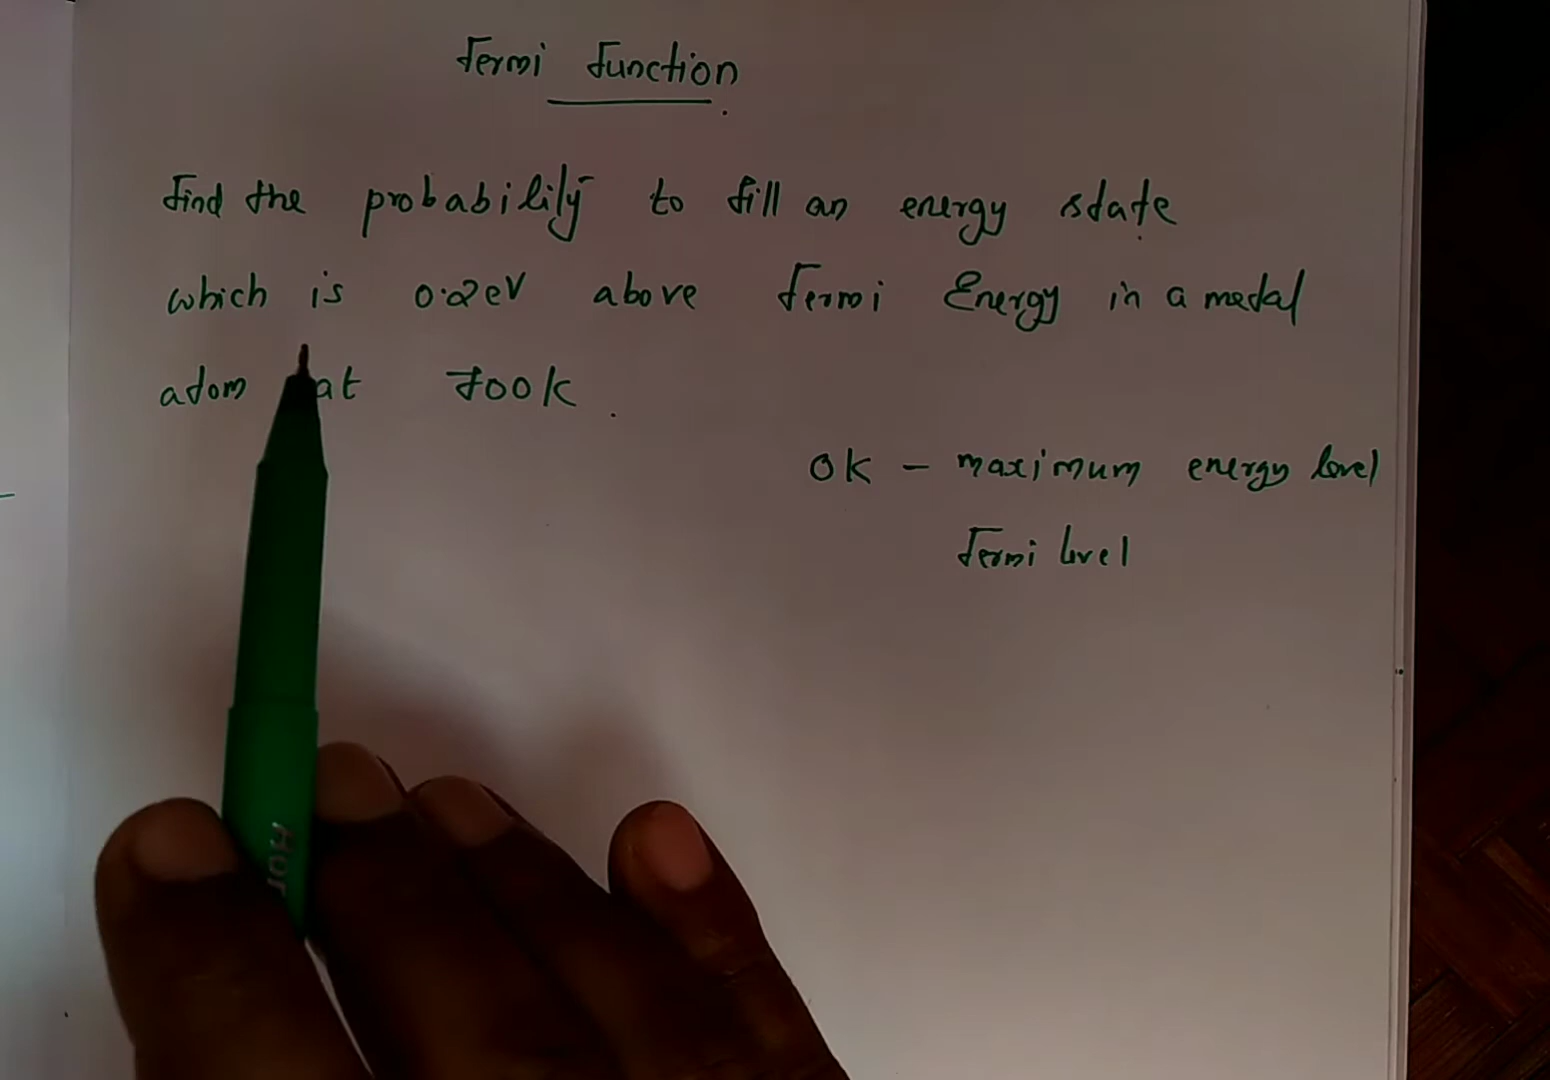 Fermi Function
Find the probability to fill an energy state
which is 0.2eV above Fermi Energy in a metal
atom at 700K.
0K - maximum energy level
Fermi level